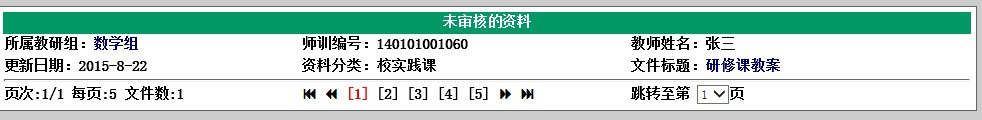 未审核的资料
所属教研组：数学组 师训编号：140101001060 教师姓名：张三
更新日期：2015-8-22 资料分类：校实践课 文件标题：研修课教案
页次:1/1 每页:5 文件数:1 [1] [2] [3] [4] [5] 跳转至第 1 页